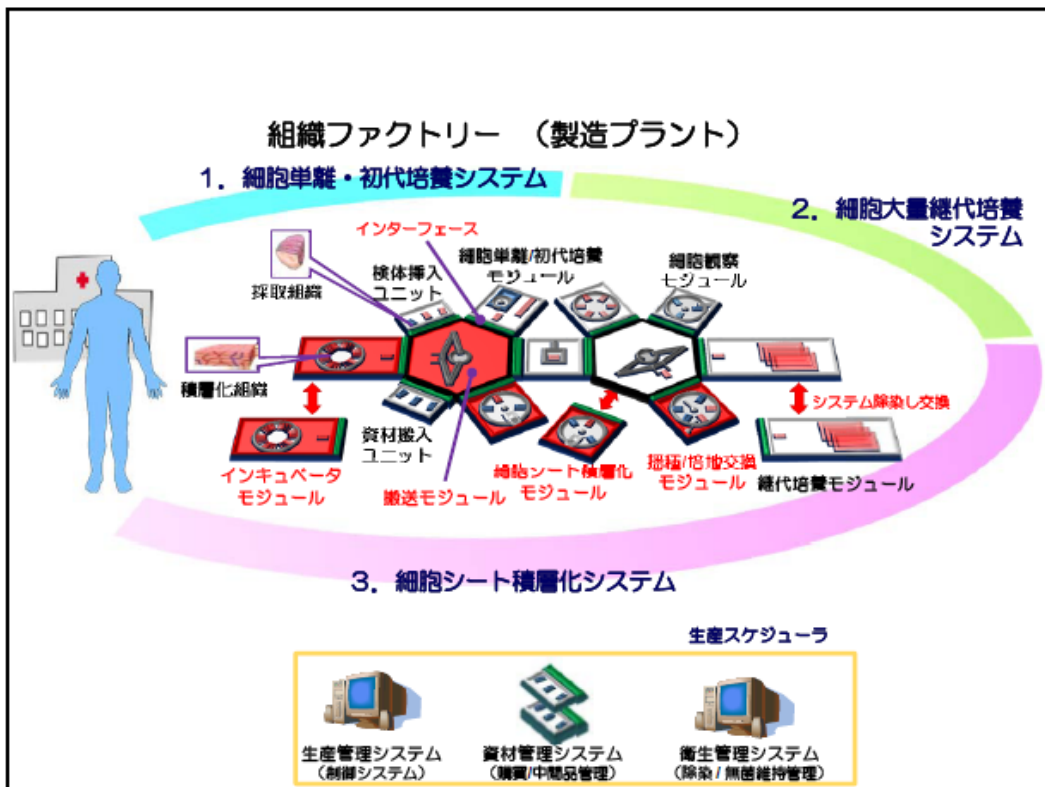 組織ファクトリー （製造プラント）
1．細胞単離・初代培養システム
2．細胞大量継代培養
システム
インターフェース
採取組織
検体挿入
ユニット
細胞単離/初代培養
モジュール
細胞観察
モジュール
積層化組織
資材搬入
ユニット
インキュベータ
モジュール
搬送モジュール
細胞シート積層化
モジュール
播種/培地交換
モジュール
システム除染し交換
継代培養モジュール
3．細胞シート積層化システム
生産スケジューラ
生産管理システム
（制御システム）
資材管理システム
（購買/中間品管理）
衛生管理システム
（除染/無菌維持管理）